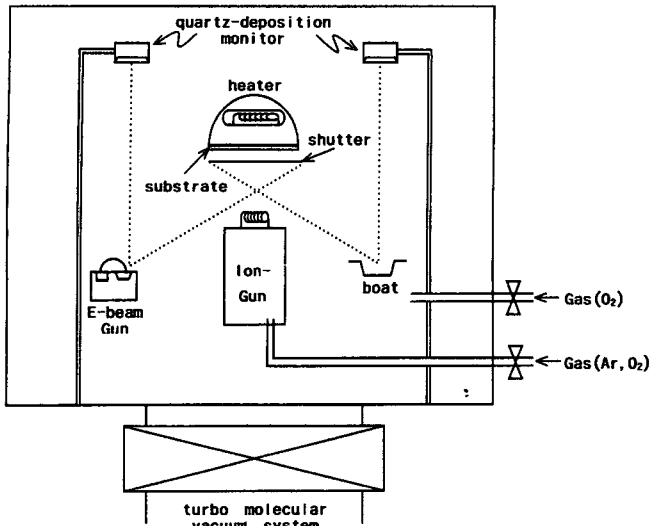 quartz-deposition
monitor
heater
shutter
substrate
Ion-
Gun
boat
E-beam
Gun
Gas(O₂)
Gas(Ar,O₂)
turbo molecular
vacuum system